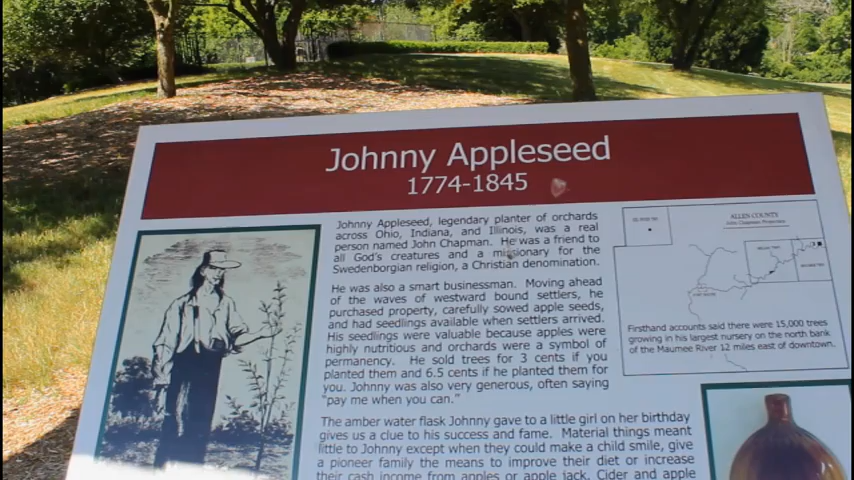 Johnny Appleseed
1774-1845
Johnny Appleseed, legendary planter of orchards
across Ohio, Indiana, and Illinois, was a real
person named John Chapman. He was a friend to
all God's creatures and a missionary for the
Swedenborgian religion, a Christian denomination.
He was also a smart businessman. Moving ahead
of the waves of westward bound settlers, he
purchased property, carefully sowed apple seeds,
and had seedlings available when settlers arrived.
His seedlings were valuable because apples were
highly nutritious and orchards were a symbol of
permanency. He sold trees for 3 cents if you
planted them and 6.5 cents if he planted them for
you. Johnny was also very generous, often saying
"pay me when you can."
The amber water flask Johnny gave to a little girl on her birthday
gives us a clue to his success and fame. Material things meant
little to Johnny except when they could make a child smile, give
a pioneer family the means to improve their diet or increase
their cash income from apples or apple jack. Cider and apple
ALLEN COUNTY
Firsthand accounts said there were 15,000 trees
growing in his largest nursery on the north bank
of the Maumee River 12 miles east of downtown.